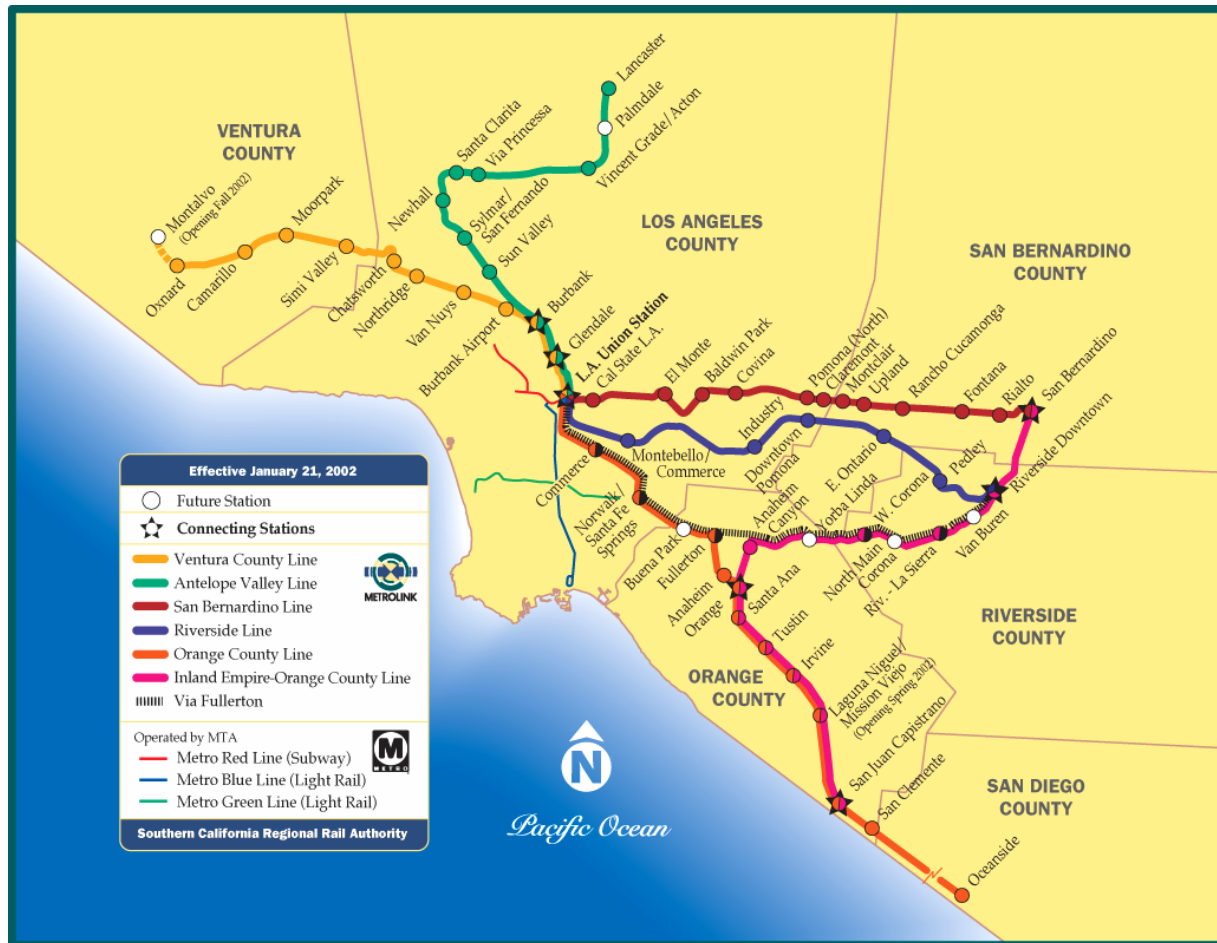 Lancaster
Palmdale
Vincent Grade/Acton
Via Princessa
Santa Clarita
Newhall
Sylmar/
San Fernando
Sun Valley
VENTURA
COUNTY
LOS ANGELES
COUNTY
SAN BERNARDINO
COUNTY
Montalvo
(Opening Fall 2002)
Oxnard
Camarillo
Moorpark
Simi Valley
Chatsworth
Northridge
Van Nuys
Burbank Airport
Burbank
Glendale
L.A. Union Station
Cal State L.A.
El Monte
Baldwin Park
Covina
Pomona (North)
Claremont
Montclair
Upland
Rancho Cucamonga
Fontana
Rialto
San Bernardino
Montebello/
Commerce
Industry
Downtown
Pomona
E. Ontario
Pedley
Riverside Downtown
Commerce
Norwalk/
Santa Fe
Springs
Buena Park
Fullerton
Anaheim
Canyon
Yorba Linda
W. Corona
North Main
Corona
Riv. - La Sierra
Van Buren
Anaheim
Orange
Santa Ana
Tustin
Irvine
Laguna Niguel/
Mission Viejo
(Opening Spring 2002)
San Juan Capistrano
San Clemente
Oceanside
ORANGE
COUNTY
RIVERSIDE
COUNTY
SAN DIEGO
COUNTY
Effective January 21, 2002
Future Station
Connecting Stations
Ventura County Line
Antelope Valley Line
San Bernardino Line
Riverside Line
Orange County Line
Inland Empire-Orange County Line
Via Fullerton
METROLINK
Operated by MTA
Metro Red Line (Subway)
Metro Blue Line (Light Rail)
Metro Green Line (Light Rail)
M
METRO
Southern California Regional Rail Authority
N
Pacific Ocean